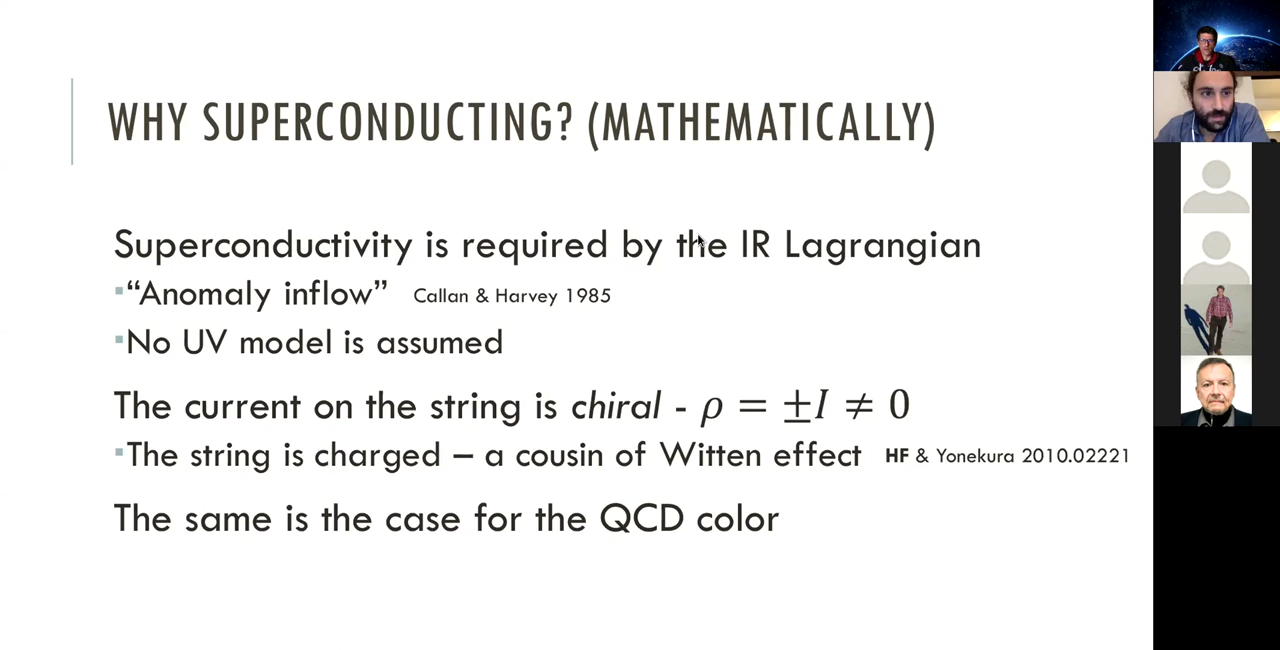 WHY SUPERCONDUCTING? (MATHEMATICALLY)
Superconductivity is required by the IR Lagrangian
▪“Anomaly inflow” Callan & Harvey 1985
▪No UV model is assumed
The current on the string is chiral - ρ = ±I ≠ 0
▪The string is charged – a cousin of Witten effect HF & Yonekura 2010.02221
The same is the case for the QCD color